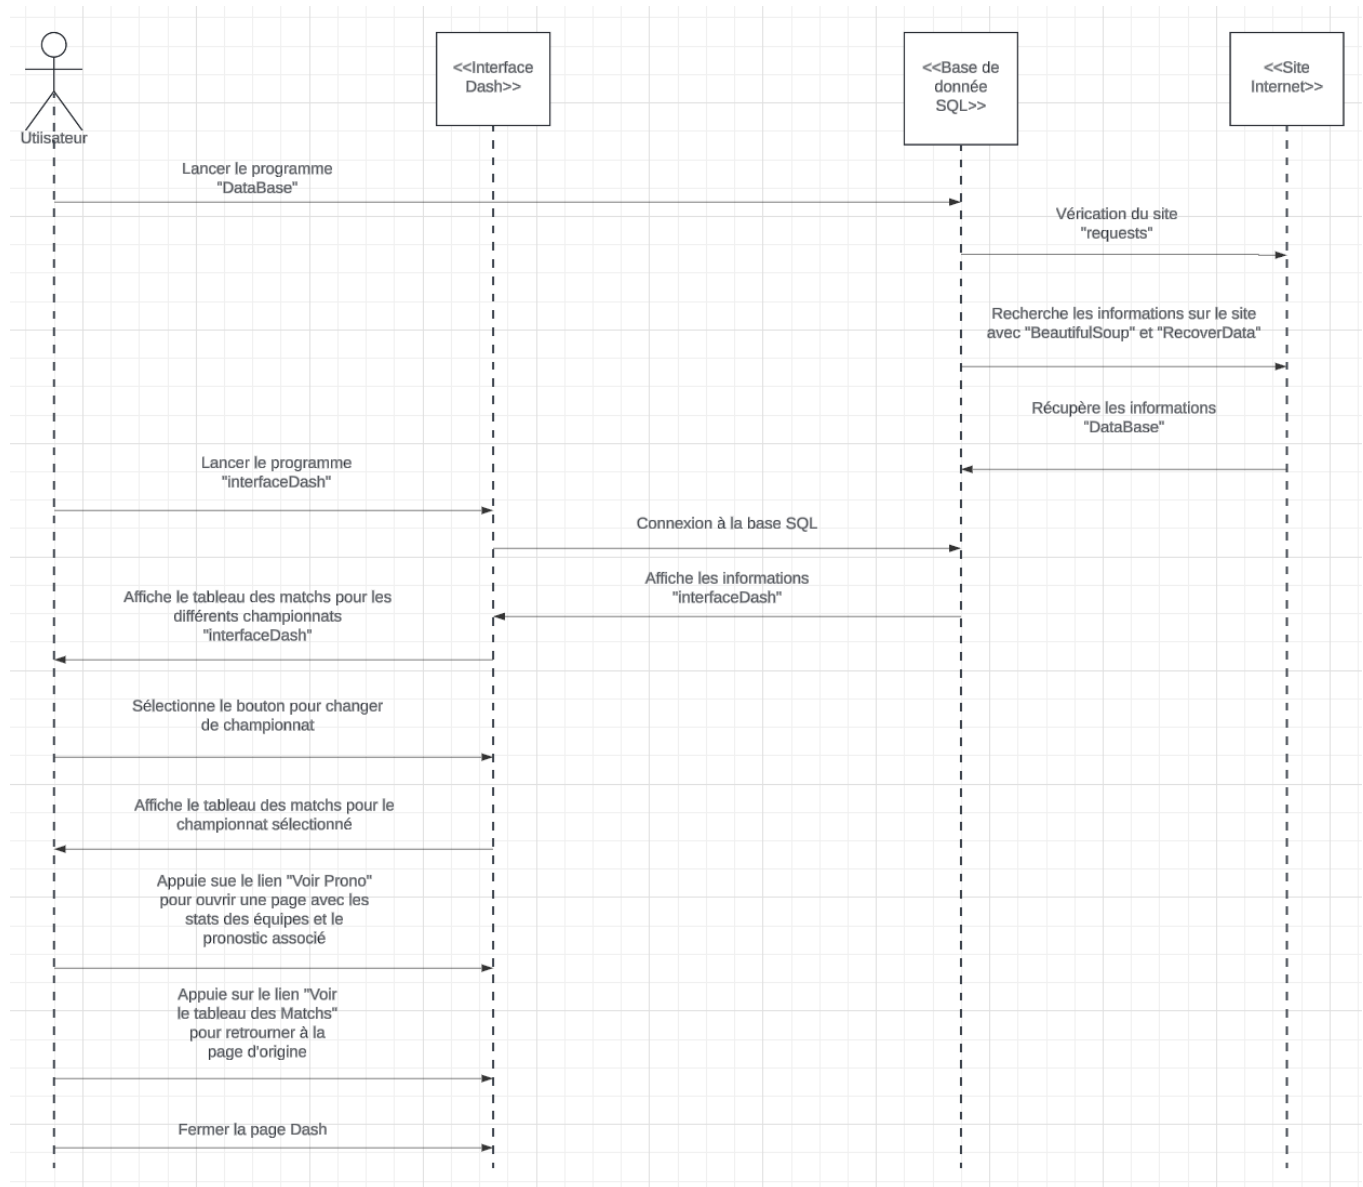 <<Interface
Dash>>
<<Base de
donnée
SQL>>
<<Site
Internet>>
Utiisateur
Lancer le programme
"DataBase"
Vérication du site
"requests"
Recherche les informations sur le site
avec "BeautifulSoup" et "RecoverData"
Récupère les informations
"DataBase"
Lancer le programme
"interfaceDash"
Connexion à la base SQL
Affiche les informations
"interfaceDash"
Affiche le tableau des matchs pour les
différents championnats
"interfaceDash"
Sélectionne le bouton pour changer
de championnat
Affiche le tableau des matchs pour le
championnat sélectionné
Appuie sue le lien "Voir Prono"
pour ouvrir une page avec les
stats des équipes et le
pronostic associé
Appuie sur le lien "Voir
le tableau des Matchs"
pour retrourner à la
page d'origine
Fermer la page Dash